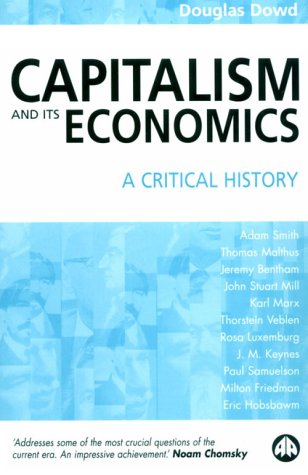 Douglas Dowd
CAPITALISM
AND ITS
ECONOMICS
A CRITICAL HISTORY
Adam Smith
Thomas Malthus
Jeremy Bentham
John Stuart Mill
Karl Marx
Thorstein Veblen
Rosa Luxemburg
J. M. Keynes
Paul Samuelson
Milton Friedman
Eric Hobsbawm
'Addresses some of the most crucial questions of the
current era. An impressive achievement.' Noam Chomsky